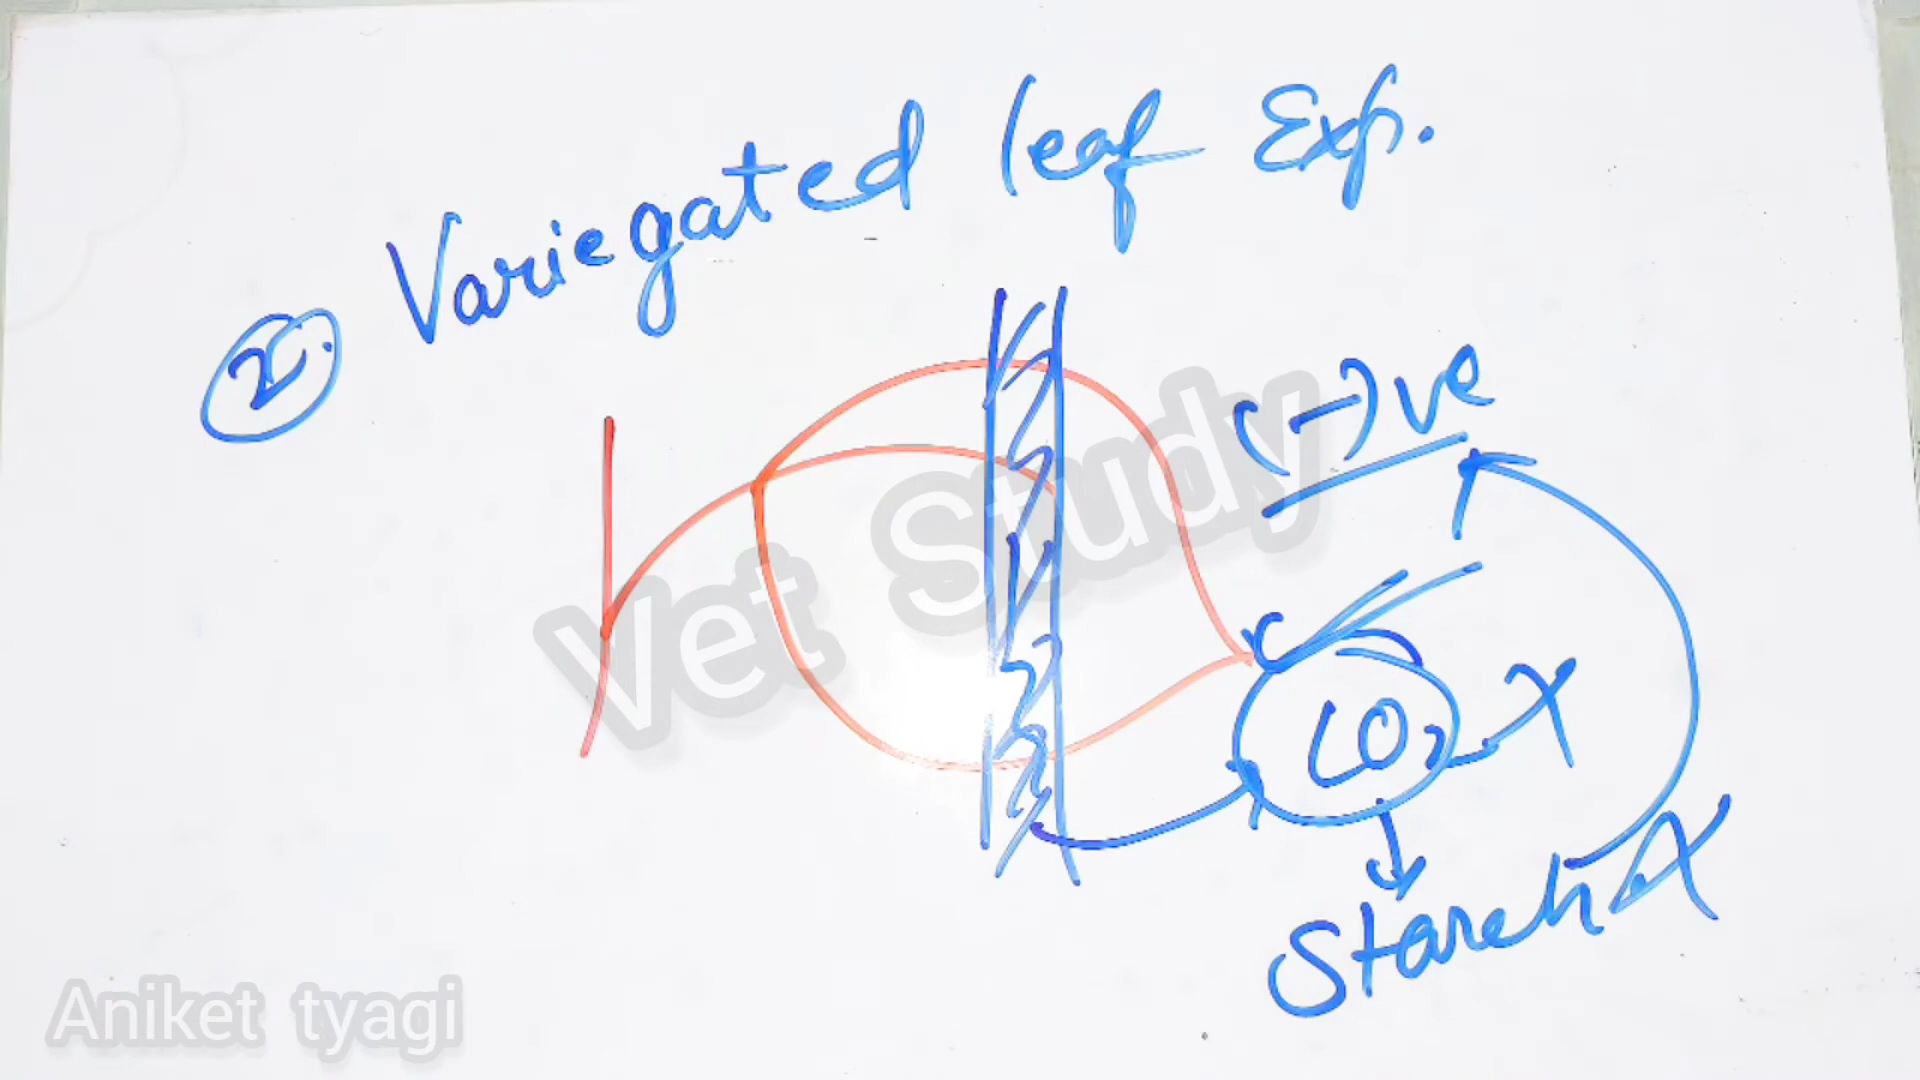 2. Variegated leaf Exp.
(-)ve
CO2 X
Starch X
Vet Study
Aniket tyagi